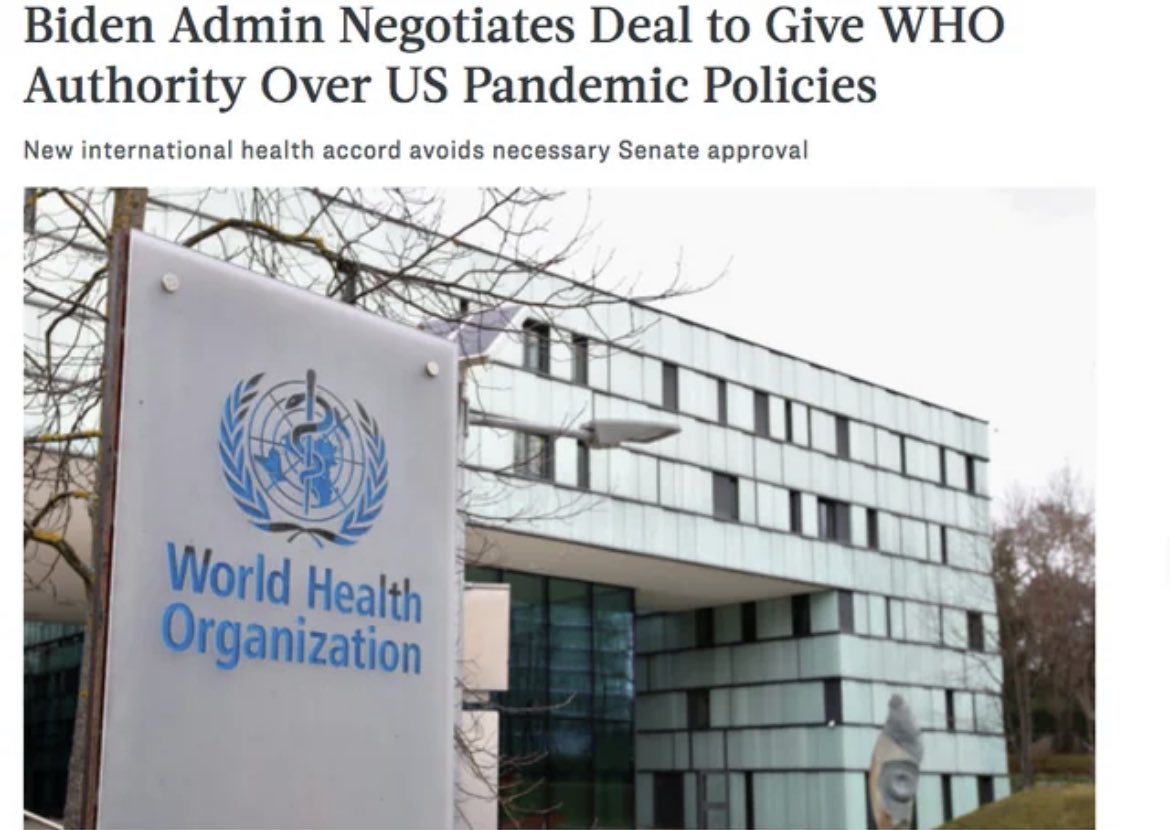 Biden Admin Negotiates Deal to Give WHO
Authority Over US Pandemic Policies
New international health accord avoids necessary Senate approval
World Health
Organization